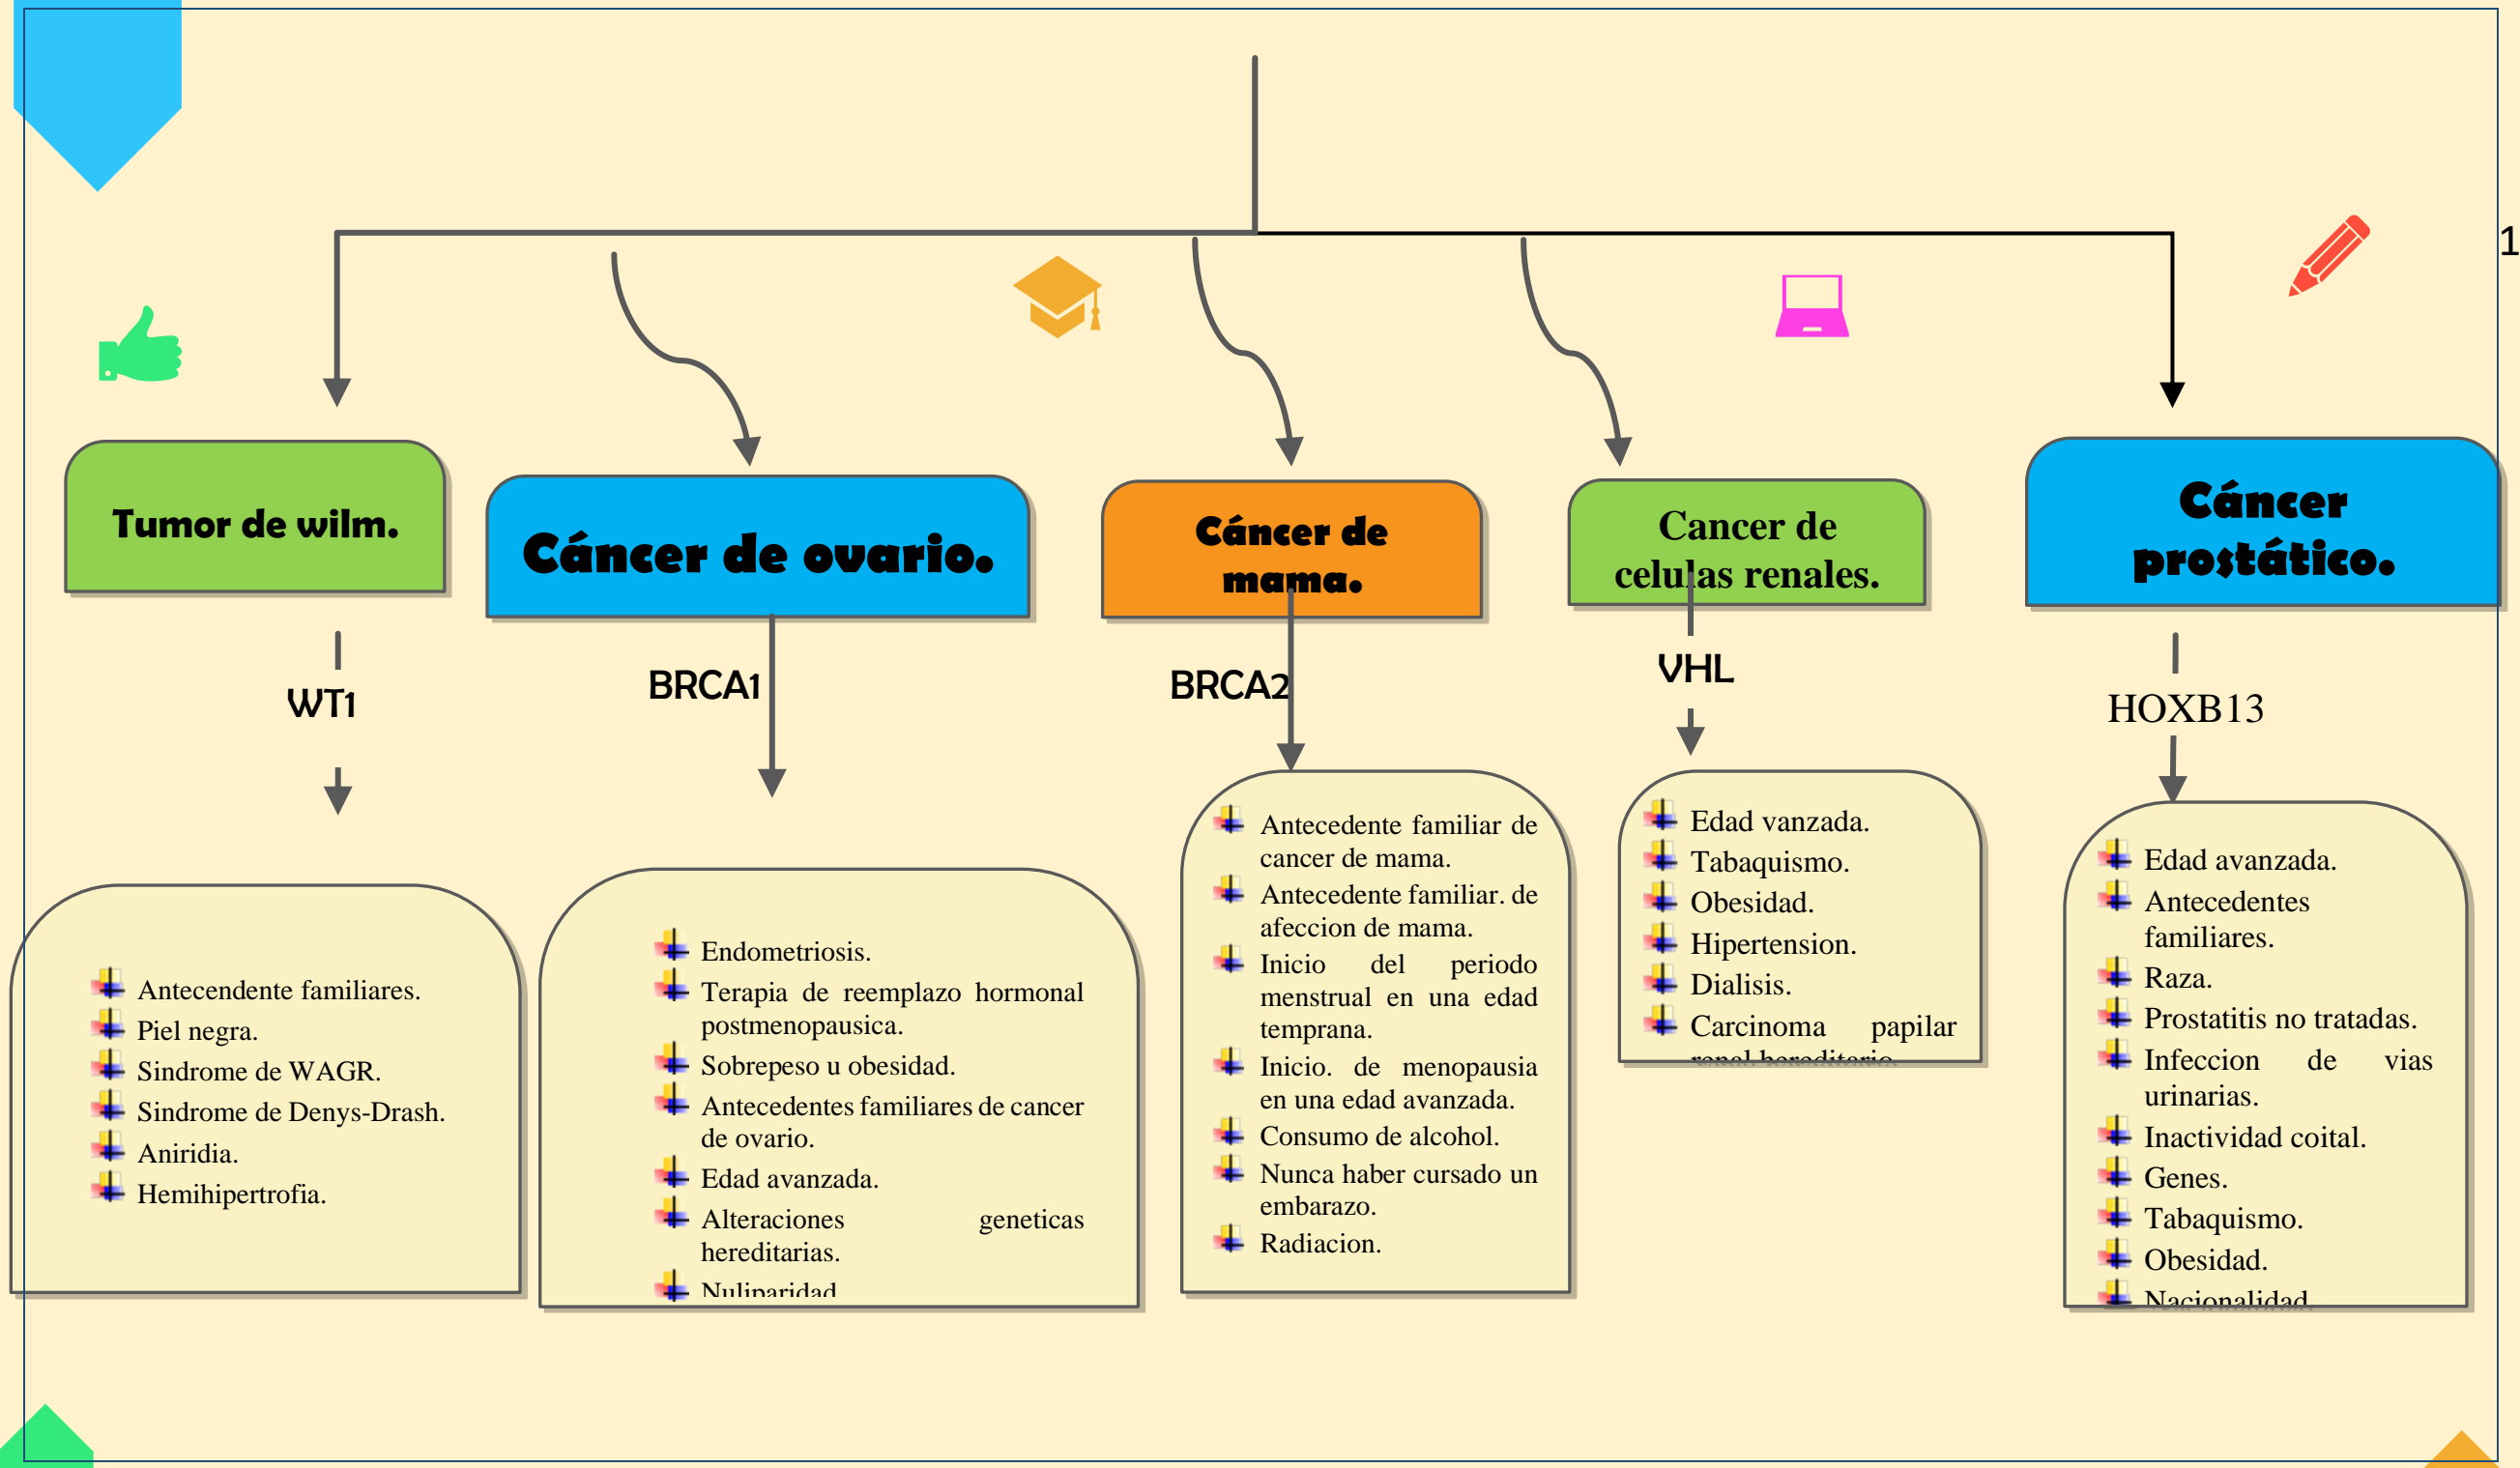 1
Tumor de wilm.
WT1
Antecendente familiares.
Piel negra.
Sindrome de WAGR.
Sindrome de Denys-Drash.
Aniridia.
Hemihipertrofia.
Cáncer de ovario.
BRCA1
Endometriosis.
Terapia de reemplazo hormonal
postmenopausica.
Sobrepeso u obesidad.
Antecedentes familiares de cancer
de ovario.
Edad avanzada.
Alteraciones geneticas
hereditarias.
Nuliparidad
Cáncer de
mama.
BRCA2
Antecedente familiar de
cancer de mama.
Antecedente familiar. de
afeccion de mama.
Inicio del periodo
menstrual en una edad
temprana.
Inicio. de menopausia
en una edad avanzada.
Consumo de alcohol.
Nunca haber cursado un
embarazo.
Radiacion.
Cancer de
celulas renales.
VHL
Edad vanzada.
Tabaquismo.
Obesidad.
Hipertension.
Dialisis.
Carcinoma papilar
renal hereditario
Cáncer
prostático.
HOXB13
Edad avanzada.
Antecedentes
familiares.
Raza.
Prostatitis no tratadas.
Infeccion de vias
urinarias.
Inactividad coital.
Genes.
Tabaquismo.
Obesidad.
Nacionalidad.